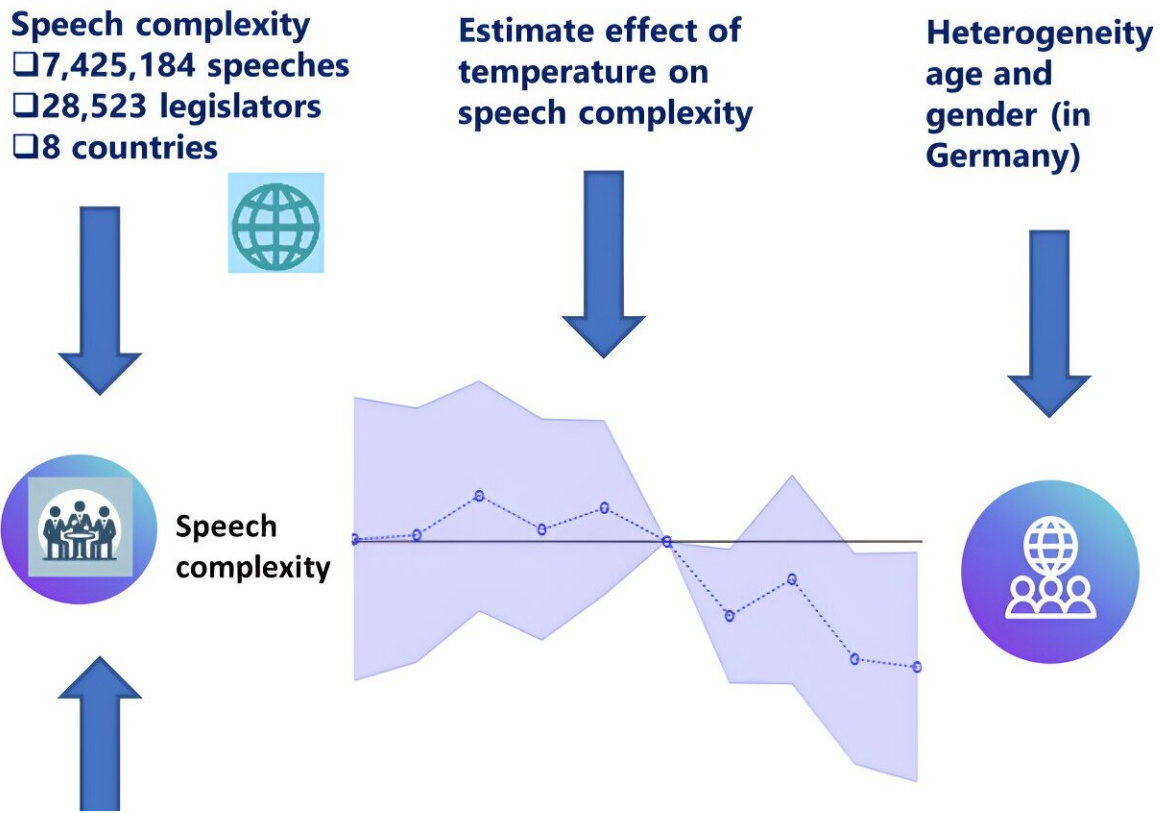 Speech complexity
❑7,425,184 speeches
❑28,523 legislators
❑8 countries
Estimate effect of
temperature on
speech complexity
Heterogeneity
age and
gender (in
Germany)
Speech
complexity